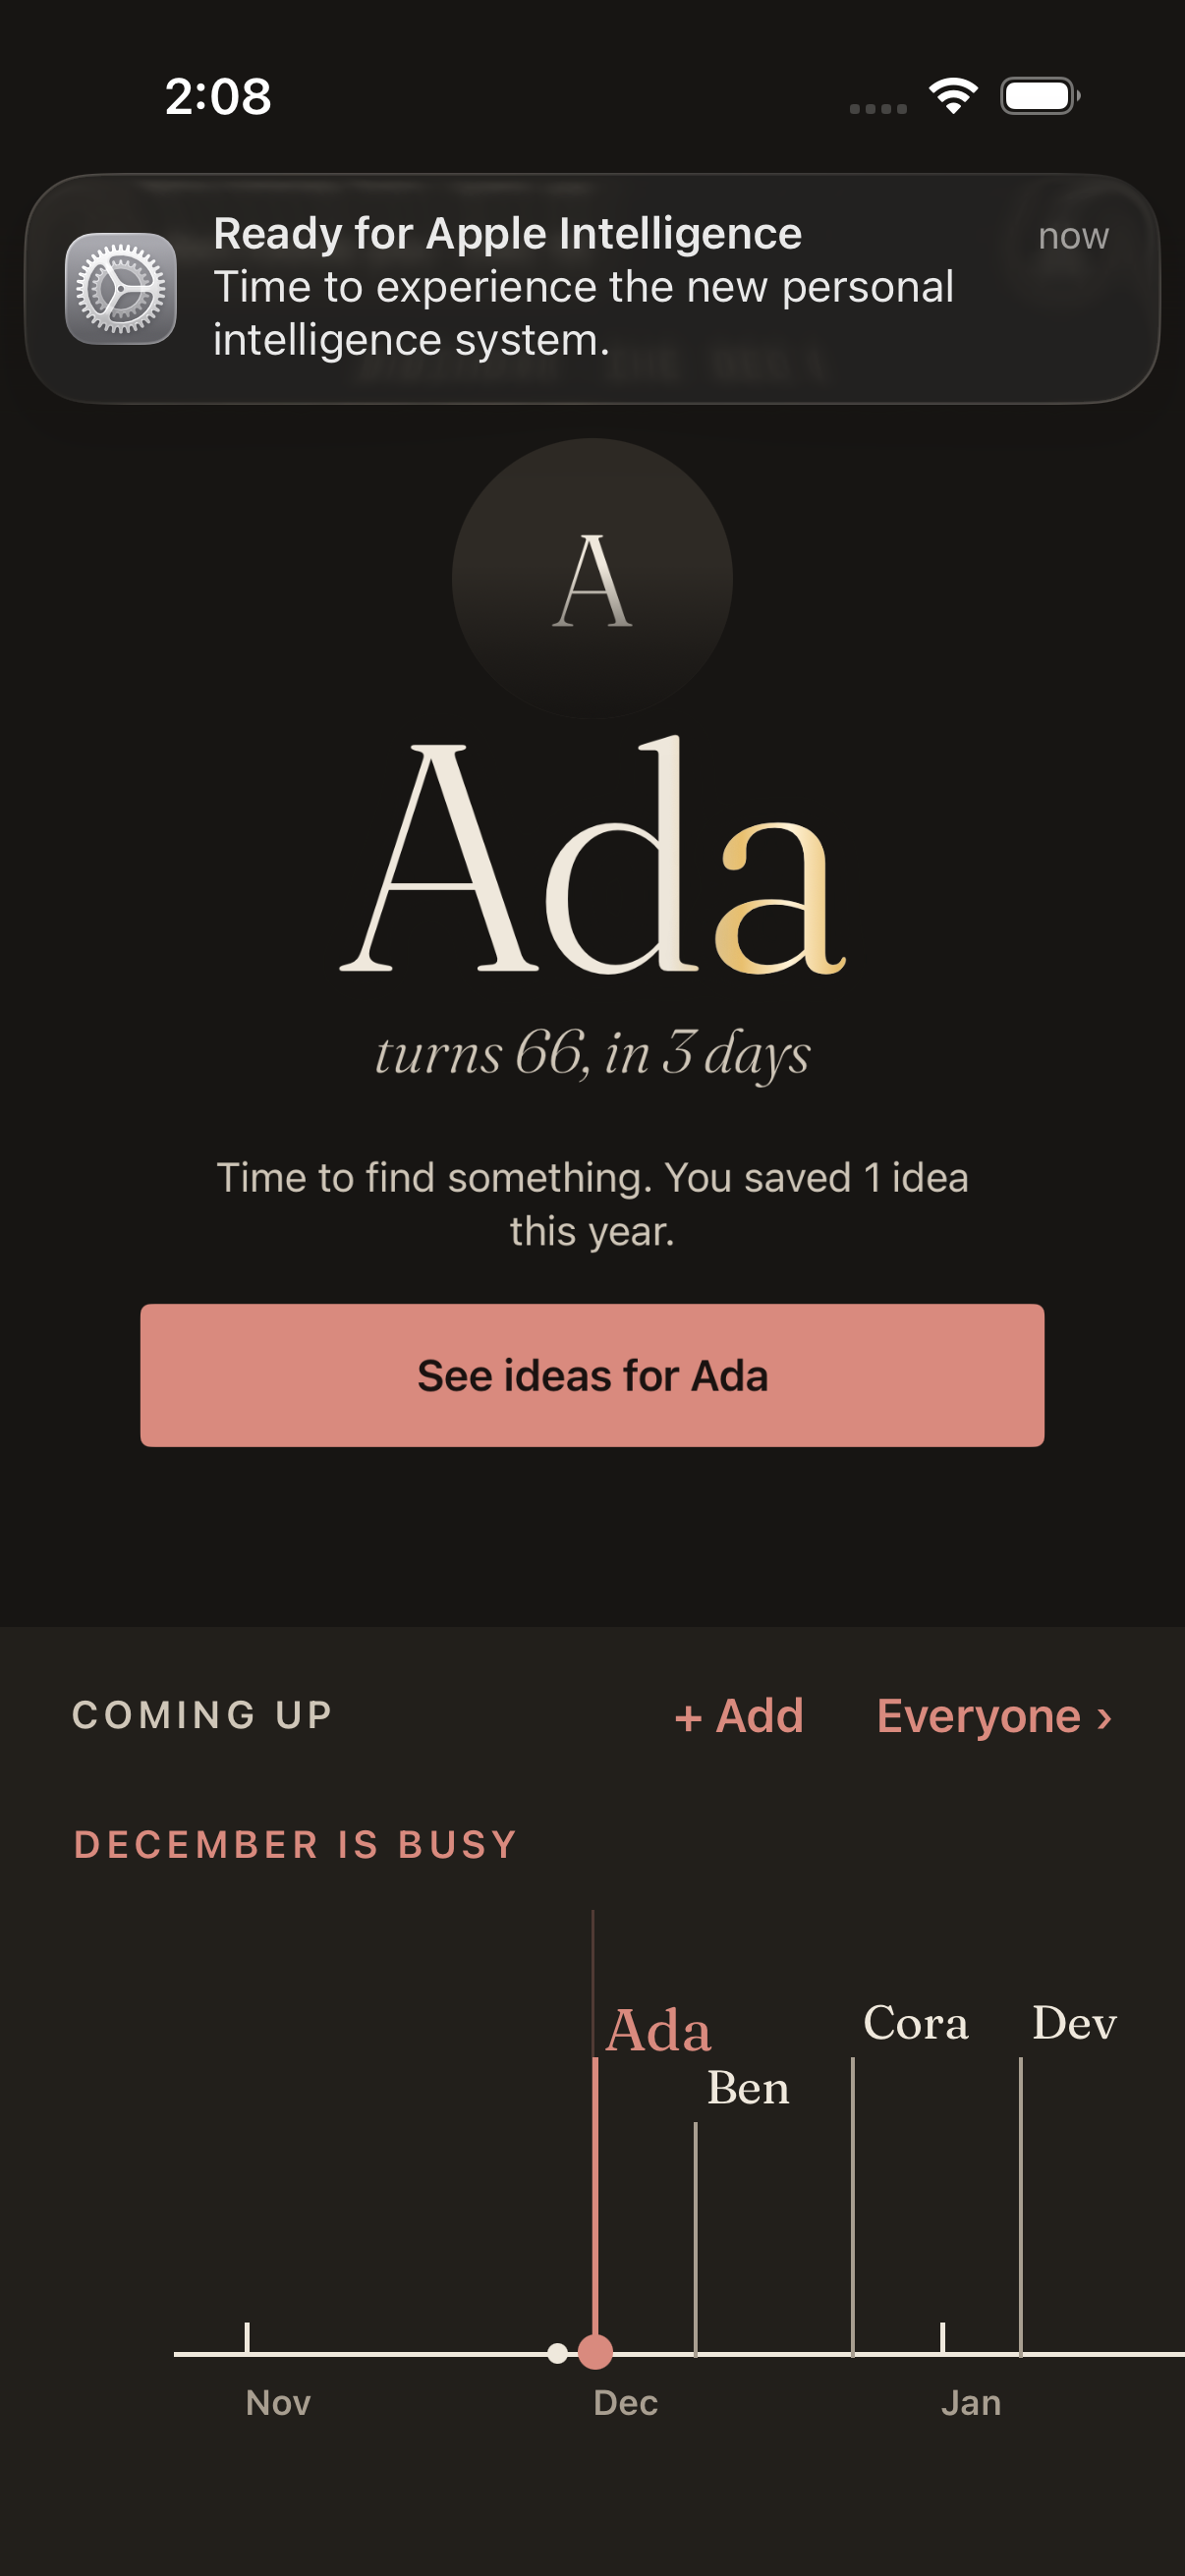 2:08
Ready for Apple Intelligence
now
Time to experience the new personal
intelligence system.
A
Ada
turns 66, in 3 days
Time to find something. You saved 1 idea
this year.
See ideas for Ada
COMING UP
+ Add
Everyone ›
DECEMBER IS BUSY
Ada
Cora
Dev
Ben
Nov
Dec
Jan